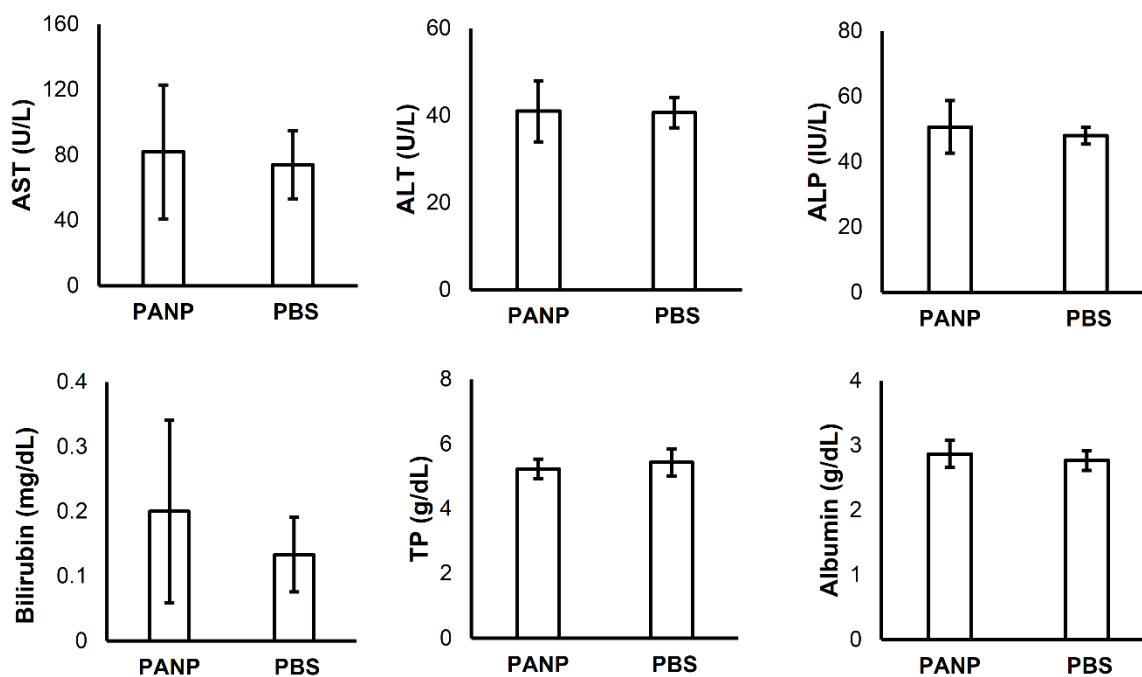 AST (U/L)
160
120
80
40
0
PANP PBS
ALT (U/L)
60
40
20
0
PANP PBS
ALP (IU/L)
80
60
40
20
0
PANP PBS
Bilirubin (mg/dL)
0.4
0.3
0.2
0.1
0
PANP PBS
TP (g/dL)
8
6
4
2
0
PANP PBS
Albumin (g/dL)
4
3
2
1
0
PANP PBS